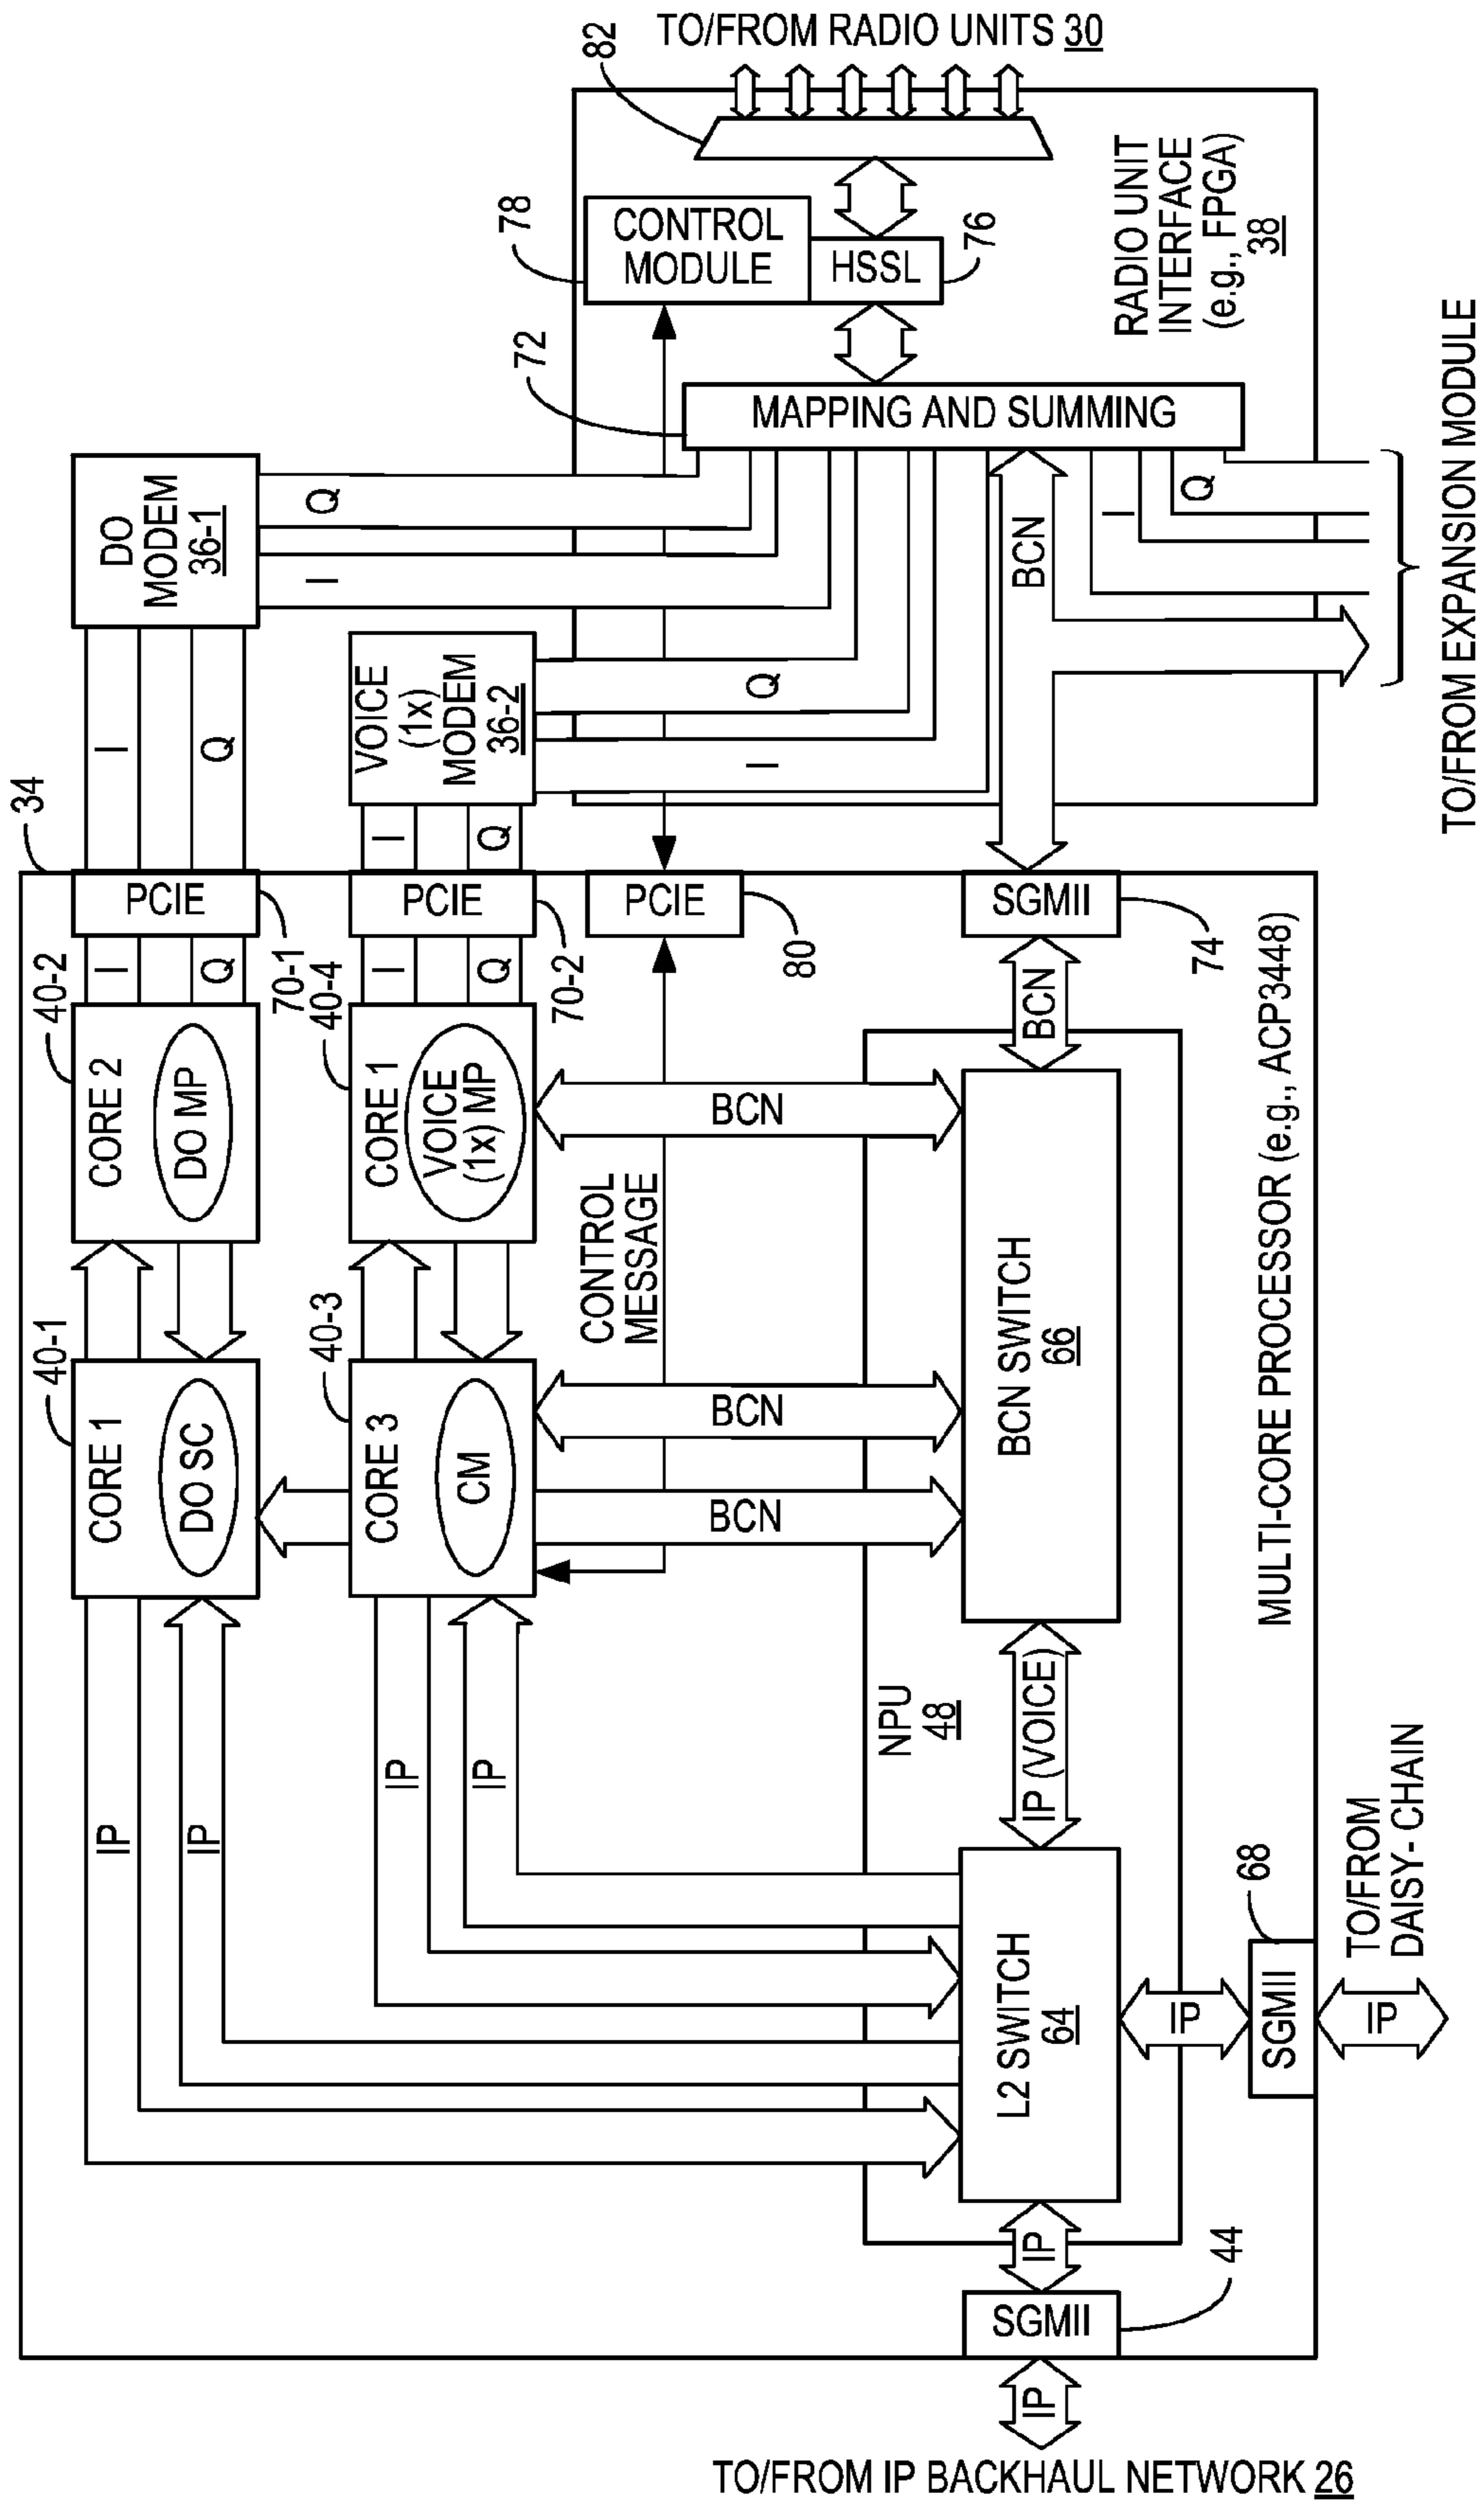 34
40-1
CORE 1
DO SC
40-2
CORE 2
DO MP
PCIE
70-1
DO
MODEM
36-1
I
Q
I
Q
Q
I
IP
IP
40-3
CORE 3
CM
40-4
CORE 1
VOICE
(1x) MP
PCIE
70-2
VOICE
(1x)
MODEM
36-2
I
Q
I
Q
Q
I
IP
IP
CONTROL
MESSAGE
PCIE
80
78
CONTROL
MODULE
HSSL
76
82
TO/FROM RADIO UNITS 30
72
MAPPING AND SUMMING
BCN
BCN
BCN
NPU
48
TO/FROM IP BACKHAUL NETWORK 26
IP
SGMII
44
IP
L2 SWITCH
64
IP (VOICE)
BCN SWITCH
66
BCN
SGMII
74
BCN
I
Q
RADIO UNIT
INTERFACE
(e.g., FPGA)
38
IP
SGMII
68
IP
TO/FROM
DAISY- CHAIN
MULTI-CORE PROCESSOR (e.g., ACP3448)
TO/FROM EXPANSION MODULE